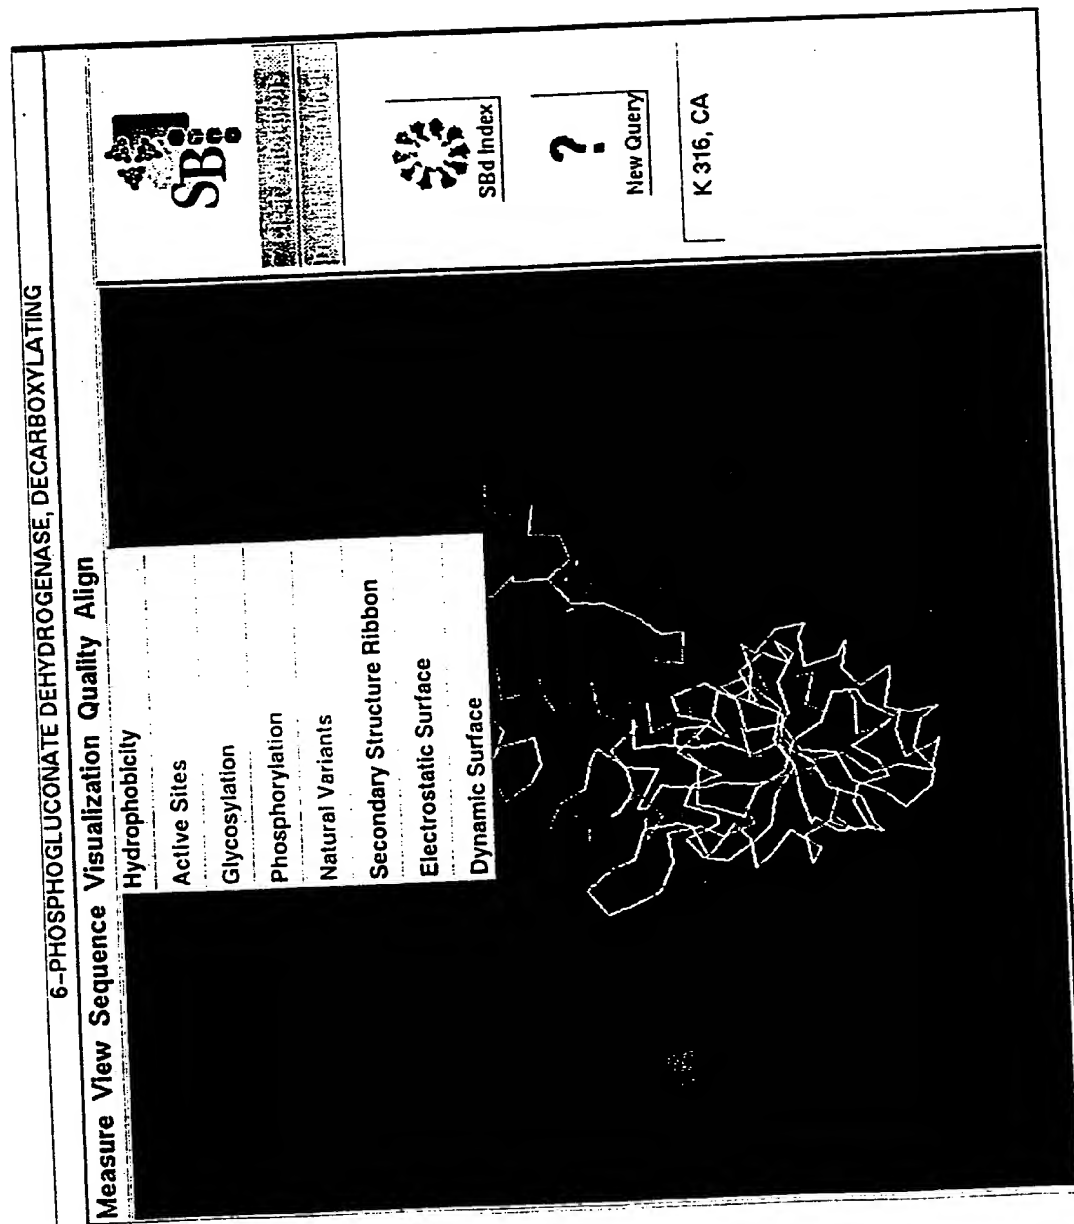 6-PHOSPHOGLUCONATE DEHYDROGENASE, DECARBOXYLATING
Measure View Sequence Visualization Quality Align
Hydrophobicity
Active Sites
Glycosylation
Phosphorylation
Natural Variants
Secondary Structure Ribbon
Electrostatic Surface
Dynamic Surface
SB
SBd Index
?
New Query
K 316, CA